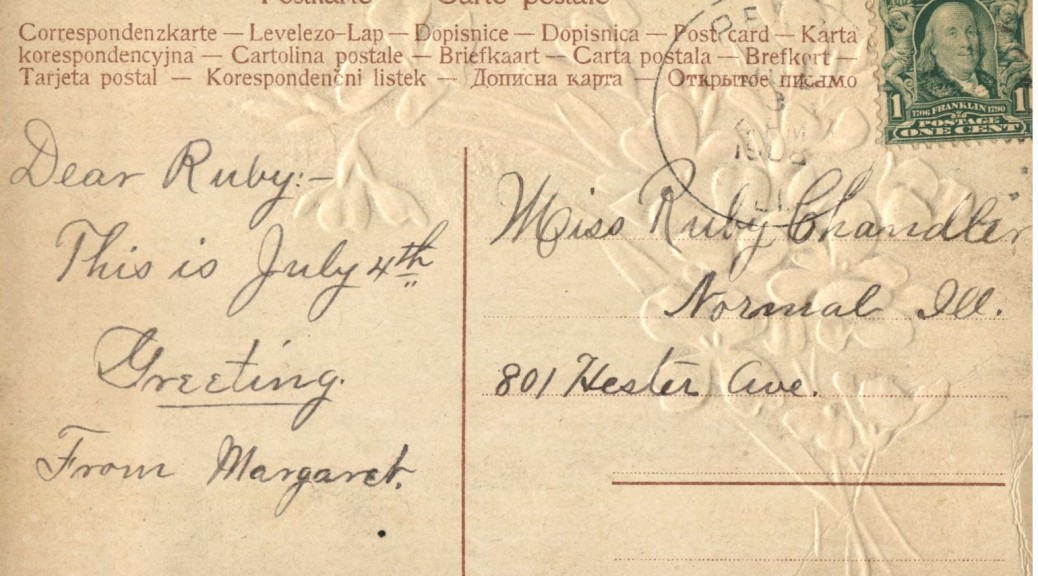 Postkarte — Carte postale
Correspondenzkarte — Levelezo-Lap — Dopisnice — Dopisnica — Post card — Karta
korespondencyjna — Cartolina postale — Briefkaart — Carta postala — Brefkort —
Tarjeta postal — Korespondenčni listek — Дописна карта — Открытое письмо
1 1706 FRANKLIN 1790 1
POSTAGE
ONE CENT
Dear Ruby:-
This is July 4th
Greeting.
From Margaret.
Miss Ruby Chandler
Normal Ill.
801 Hester Ave.